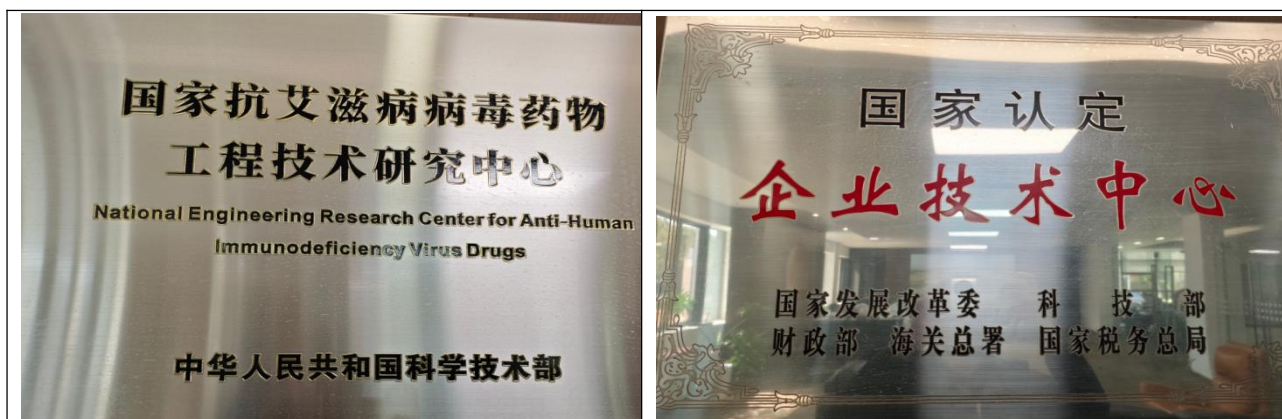 国家抗艾滋病病毒药物
工程技术研究中心
National Engineering Research Center for Anti-Human
Immunodeficiency Virus Drugs
中华人民共和国科学技术部
国家认定
企业技术中心
国家发展改革委 科技部
财政部 海关总署 国家税务总局